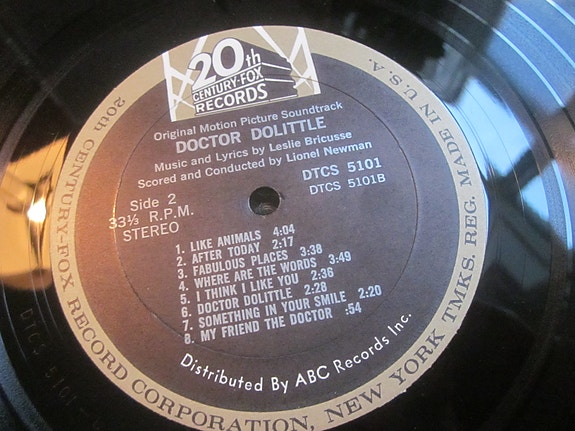 20th
CENTURY-FOX
RECORDS
Original Motion Picture Soundtrack
DOCTOR DOLITTLE
Music and Lyrics by Leslie Bricusse
Scored and Conducted by Lionel Newman
DTCS 5101
DTCS 5101B
Side 2
33⅓ R.P.M.
STEREO
1. LIKE ANIMALS 4:04
2. AFTER TODAY 2:17
3. FABULOUS PLACES 3:38
4. WHERE ARE THE WORDS 3:49
5. I THINK I LIKE YOU 2:36
6. DOCTOR DOLITTLE 2:28
7. SOMETHING IN YOUR SMILE 2:20
8. MY FRIEND THE DOCTOR :54
Distributed By ABC Records Inc.
20th CENTURY-FOX RECORD CORPORATION, NEW YORK TMKS. REG. MADE IN U.S.A.